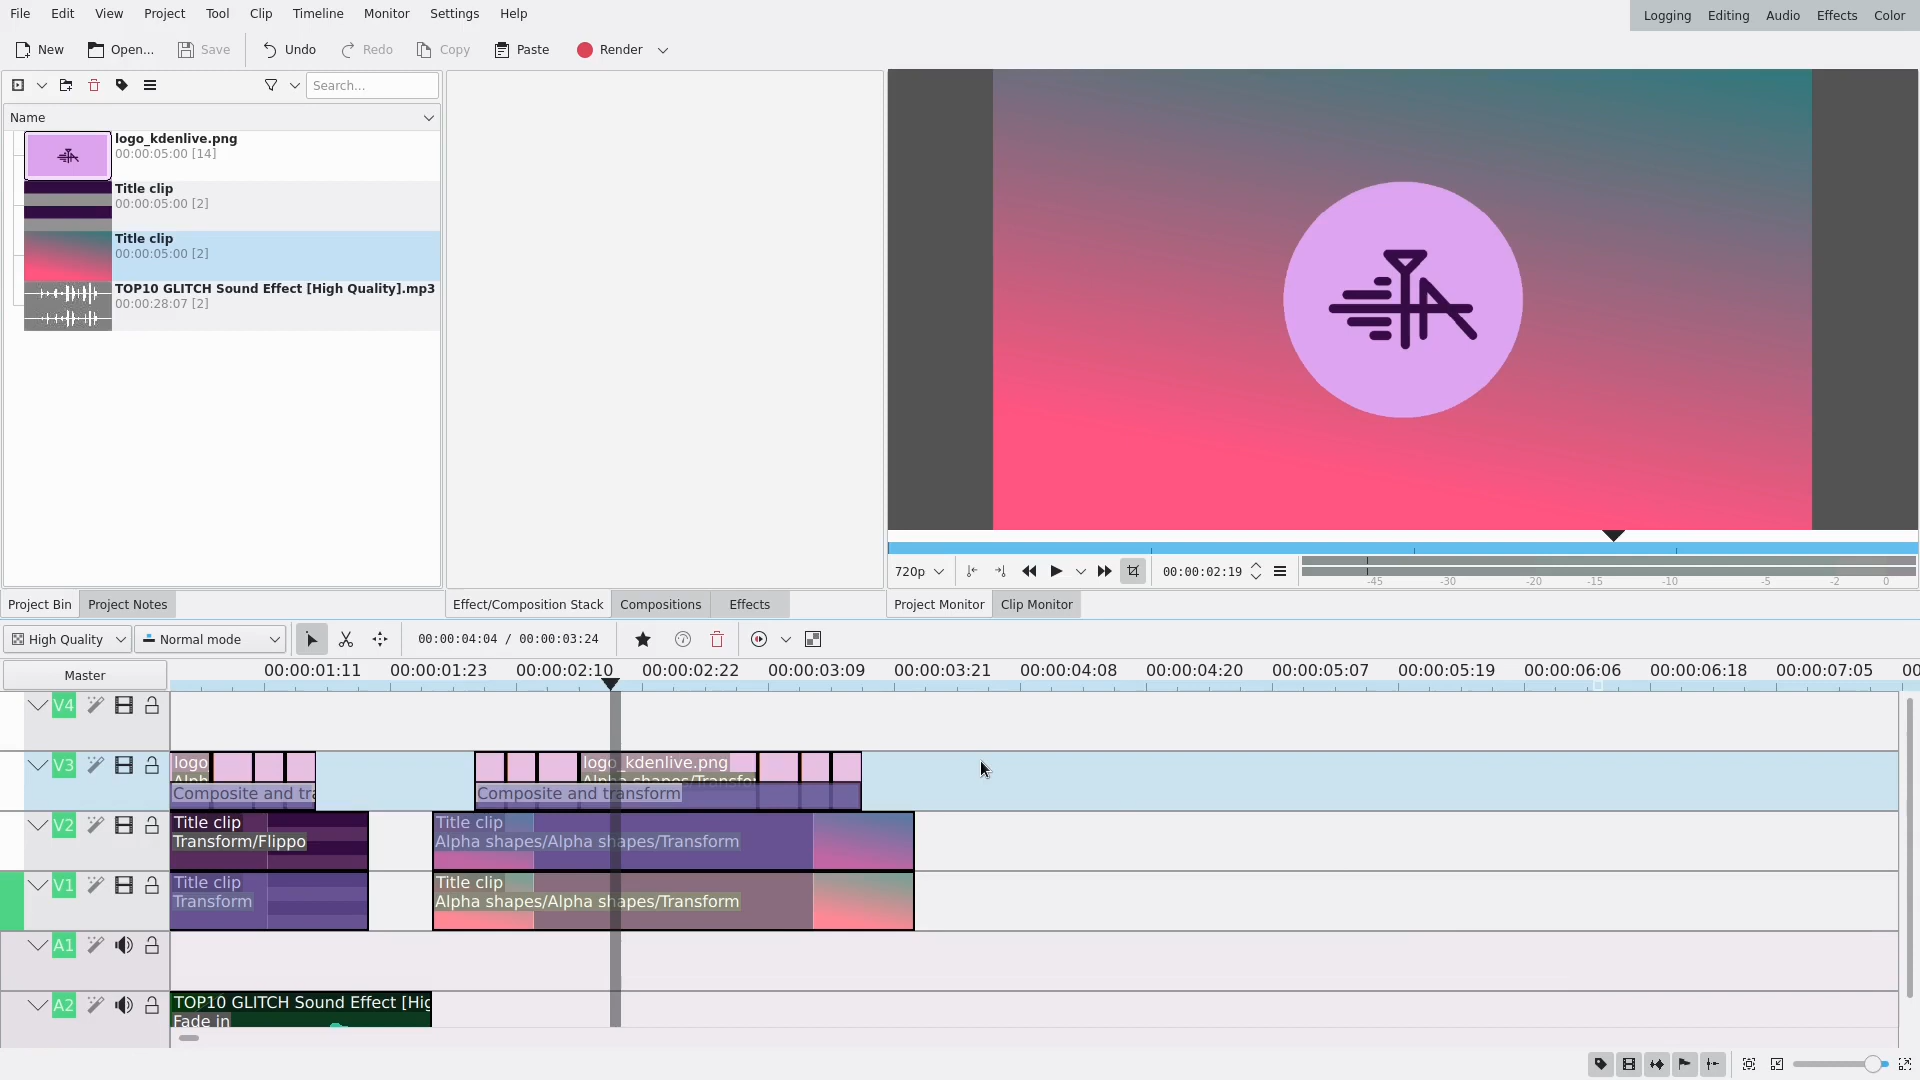 File Edit View Project Tool Clip Timeline Monitor Settings Help
Logging Editing Audio Effects Color
New Open... Save Undo Redo Copy Paste Render
Search...
Name
logo_kdenlive.png
00:00:05:00 [14]
Title clip
00:00:05:00 [2]
Title clip
00:00:05:00 [2]
TOP10 GLITCH Sound Effect [High Quality].mp3
00:00:28:07 [2]
720p 00:00:02:19
-45 -30 -20 -15 -10 -5 -2 0
Project Bin Project Notes Effect/Composition Stack Compositions Effects Project Monitor Clip Monitor
High Quality Normal mode 00:00:04:04 / 00:00:03:24
Master 00:00:01:11 00:00:01:23 00:00:02:10 00:00:02:22 00:00:03:09 00:00:03:21 00:00:04:08 00:00:04:20 00:00:05:07 00:00:05:19 00:00:06:06 00:00:06:18 00:00:07:05 00
V4
V3 logo logo_kdenlive.png
Alph Alpha shapes/Transfo
Composite and tra Composite and transform
V2 Title clip Title clip
Transform/Flippo Alpha shapes/Alpha shapes/Transform
V1 Title clip Title clip
Transform Alpha shapes/Alpha shapes/Transform
A1
A2 TOP10 GLITCH Sound Effect [Hig
Fade in